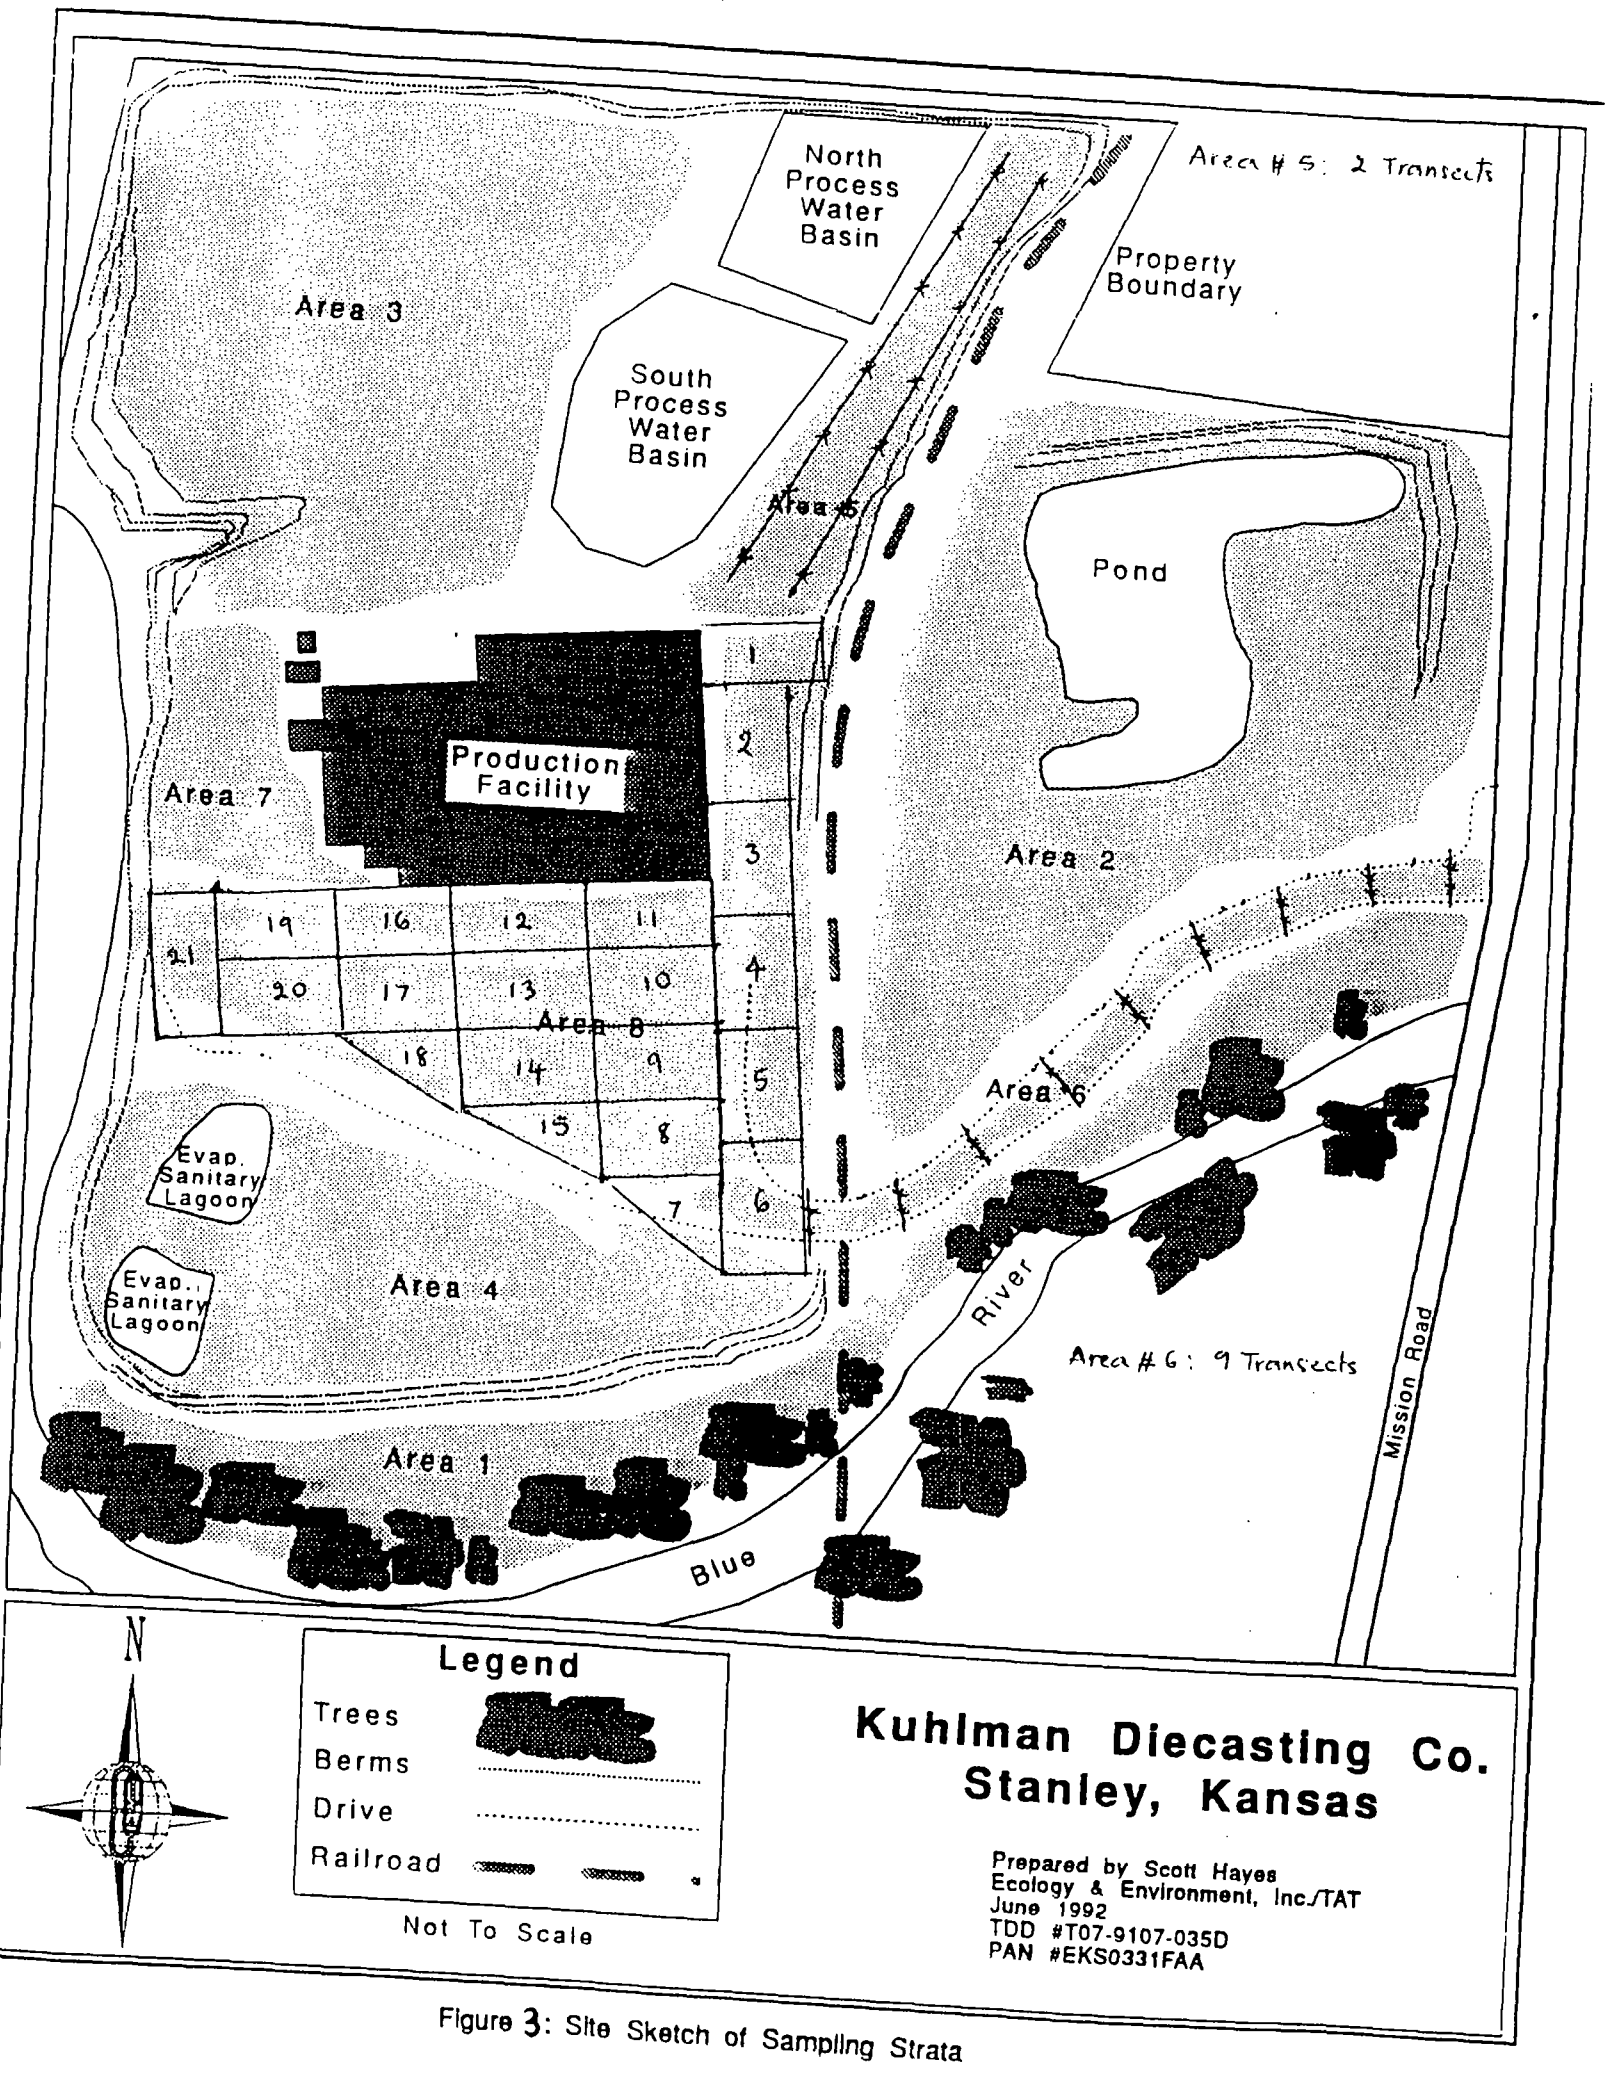 Area # 5: 2 Transects
North
Process
Water
Basin
Property
Boundary
Area 3
South
Process
Water
Basin
Area 5
Pond
1
2
Production
Facility
Area 7
3
Area 2
19
16
12
11
21
4
20
17
13
10
Area 8
18
14
9
5
Area 6
15
8
Evap.
Sanitary
Lagoon
7
6
Evap.
Sanitary
Lagoon
Area 4
River
Mission Road
Area # 6: 9 Transects
Area 1
Blue
N
Legend
Trees
Berms
Drive
Railroad
Not To Scale
Kuhlman Diecasting Co.
Stanley, Kansas
Prepared by Scott Hayes
Ecology & Environment, Inc./TAT
June 1992
TDD #T07-9107-035D
PAN #EKS0331FAA
Figure 3: Site Sketch of Sampling Strata